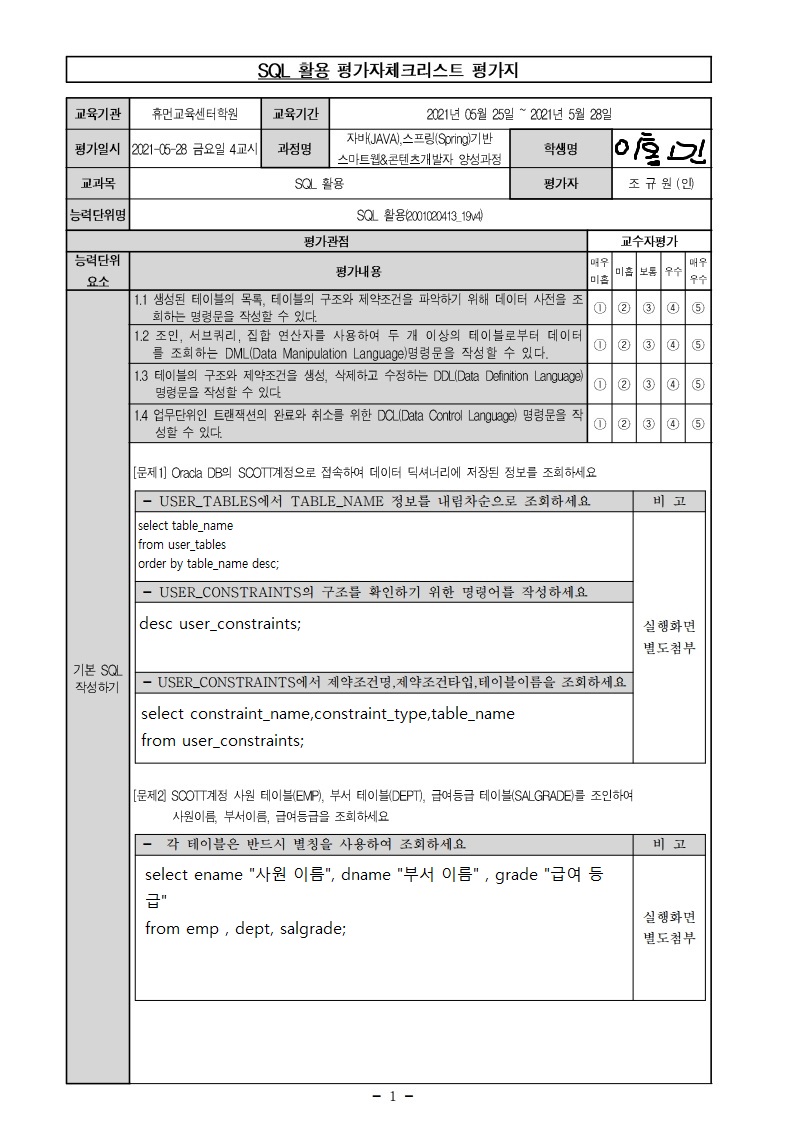 SQL 활용 평가자체크리스트 평가지
교육기관 휴먼교육센터학원 교육기간 2021년 05월 25일 ~ 2021년 5월 28일
평가일시 2021-05-28 금요일 4교시 과정명 자바(JAVA),스프링(Spring)기반
스마트웹&콘텐츠개발자 양성과정 학생명
교과목 SQL 활용 평가자 조 규 원 (인)
능력단위명 SQL 활용(2001020413_19v4)
평가관점 교수자평가
능력단위
요소 평가내용 매우
미흡 미흡 보통 우수 매우
우수
1.1 생성된 테이블의 목록, 테이블의 구조와 제약조건을 파악하기 위해 데이터 사전을 조
회하는 명령문을 작성할 수 있다. ① ② ③ ④ ⑤
1.2 조인, 서브쿼리, 집합 연산자를 사용하여 두 개 이상의 테이블로부터 데이터
를 조회하는 DML(Data Manipulation Language)명령문을 작성할 수 있다. ① ② ③ ④ ⑤
1.3 테이블의 구조와 제약조건을 생성, 삭제하고 수정하는 DDL(Data Definition Language)
명령문을 작성할 수 있다. ① ② ③ ④ ⑤
1.4 업무단위인 트랜잭션의 완료와 취소를 위한 DCL(Data Control Language) 명령문을 작
성할 수 있다. ① ② ③ ④ ⑤
기본 SQL
작성하기
[문제1] Oracla DB의 SCOTT계정으로 접속하여 데이터 딕셔너리에 저장된 정보를 조회하세요
- USER_TABLES에서 TABLE_NAME 정보를 내림차순으로 조회하세요 비 고
select table_name
from user_tables
order by table_name desc;
- USER_CONSTRAINTS의 구조를 확인하기 위한 명령어를 작성하세요
desc user_constraints;
실행화면
별도첨부
- USER_CONSTRAINTS에서 제약조건명,제약조건타입,테이블이름을 조회하세요
select constraint_name,constraint_type,table_name
from user_constraints;
[문제2] SCOTT계정 사원 테이블(EMP), 부서 테이블(DEPT), 급여등급 테이블(SALGRADE)를 조인하여
사원이름, 부서이름, 급여등급을 조회하세요
- 각 테이블은 반드시 별칭을 사용하여 조회하세요 비 고
select ename "사원 이름", dname "부서 이름" , grade "급여 등
급"
from emp , dept, salgrade;
실행화면
별도첨부
- 1 -